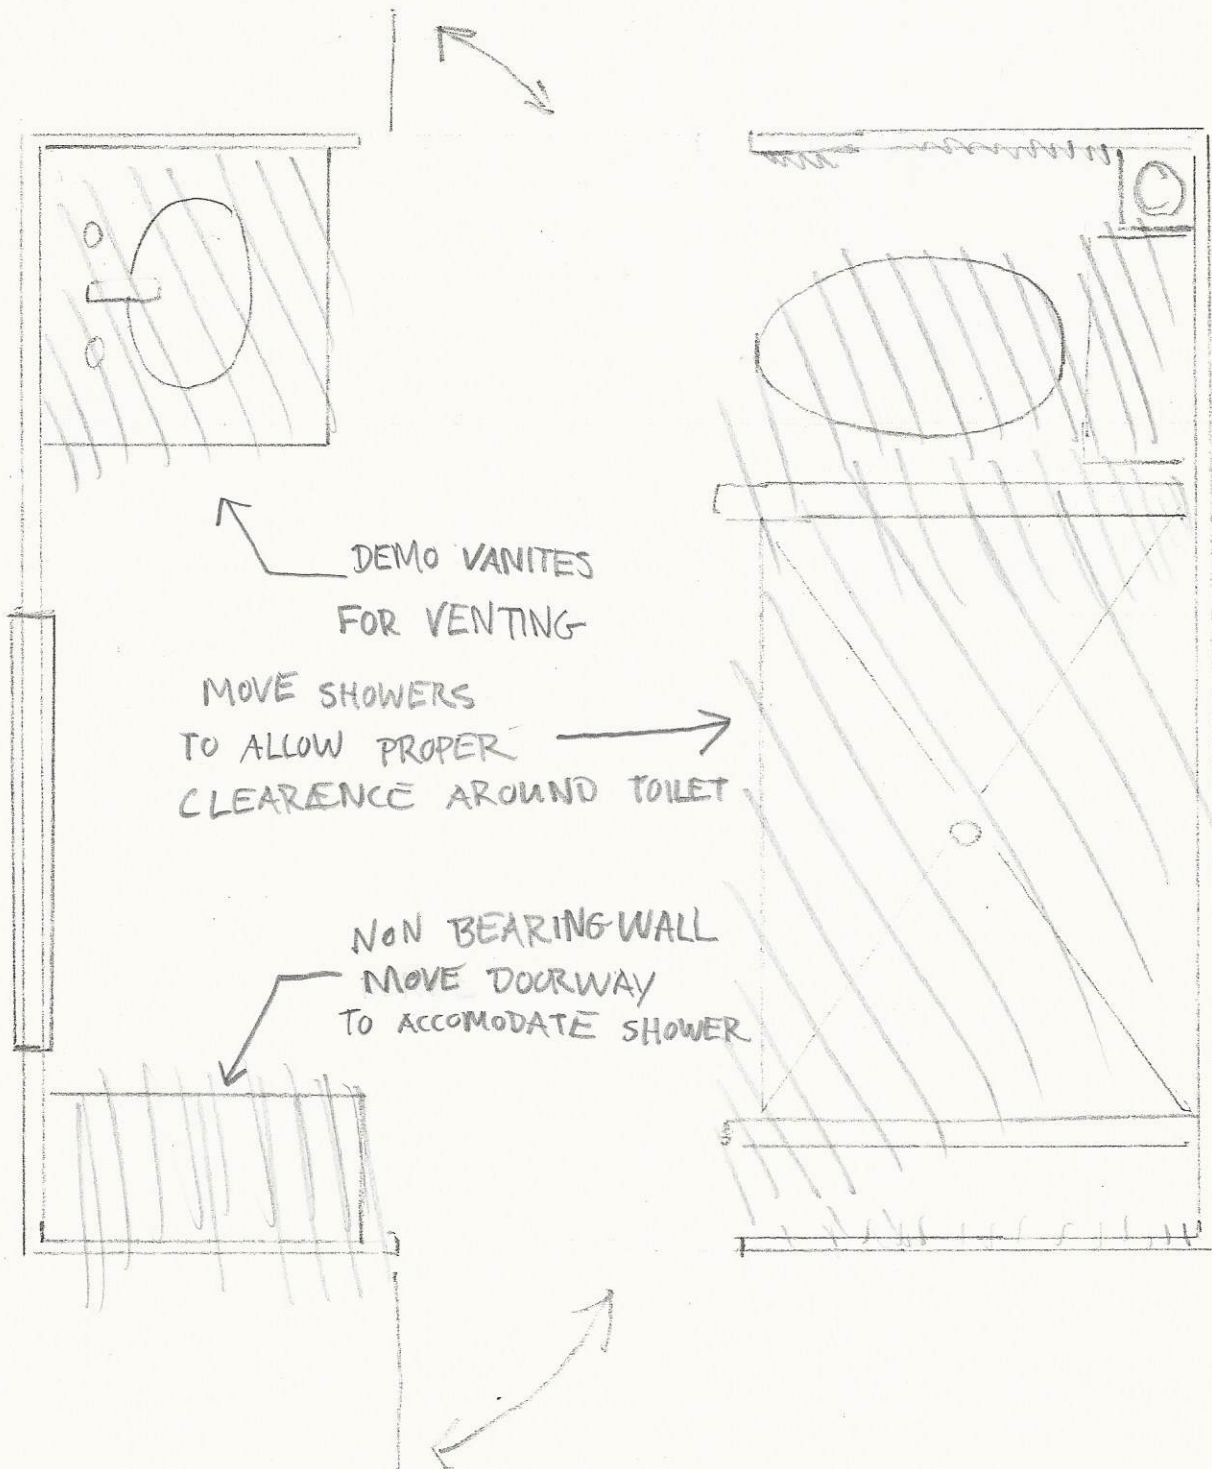 DEMO VANITES
FOR VENTING
MOVE SHOWERS
TO ALLOW PROPER
CLEARENCE AROUND TOILET
NON BEARING WALL
MOVE DOORWAY
TO ACCOMODATE SHOWER